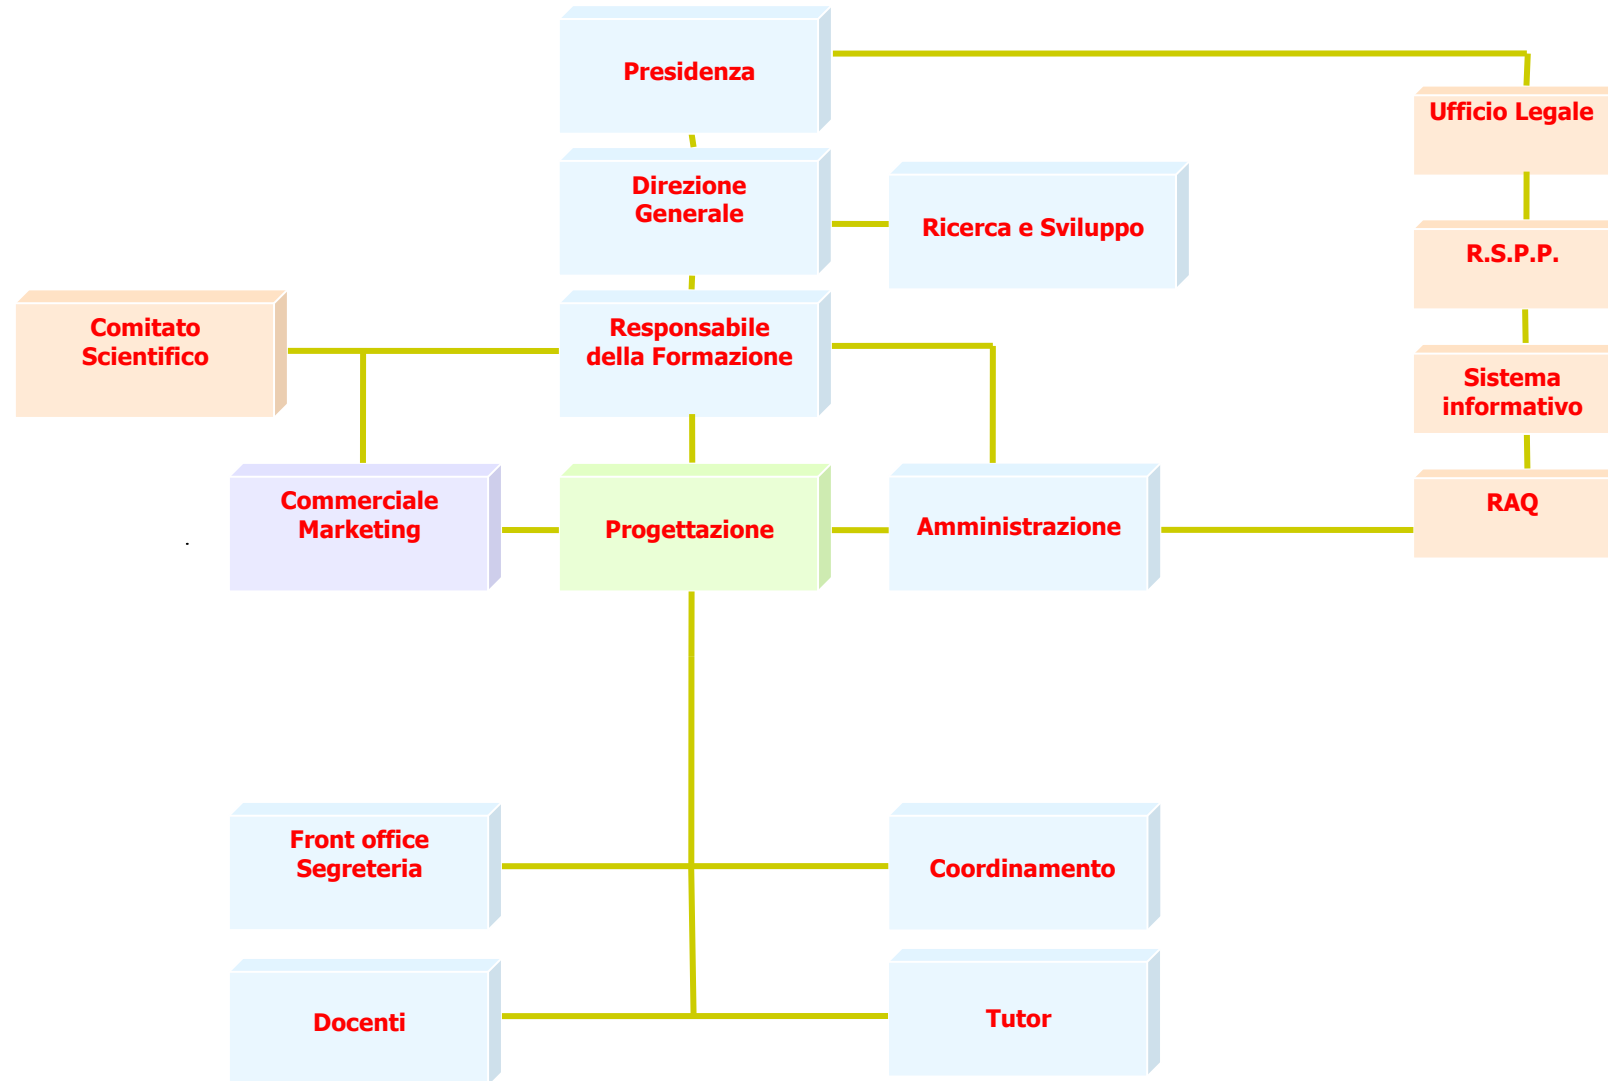 Presidenza
Ufficio Legale
Direzione
Generale
Ricerca e Sviluppo
R.S.P.P.
Comitato
Scientifico
Responsabile
della Formazione
Sistema
informativo
Commerciale
Marketing
Progettazione
Amministrazione
RAQ
.
Front office
Segreteria
Coordinamento
Docenti
Tutor